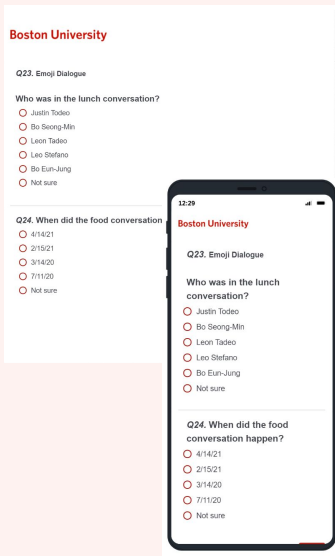 Boston University
Q23. Emoji Dialogue
Who was in the lunch conversation?
Justin Todeo
Bo Seong-Min
Leon Tadeo
Leo Stefano
Bo Eun-Jung
Not sure
Q24. When did the food conversation
4/14/21
2/15/21
3/14/20
7/11/20
Not sure
12:29
Boston University
Q23. Emoji Dialogue
Who was in the lunch
conversation?
Justin Todeo
Bo Seong-Min
Leon Tadeo
Leo Stefano
Bo Eun-Jung
Not sure
Q24. When did the food
conversation happen?
4/14/21
2/15/21
3/14/20
7/11/20
Not sure